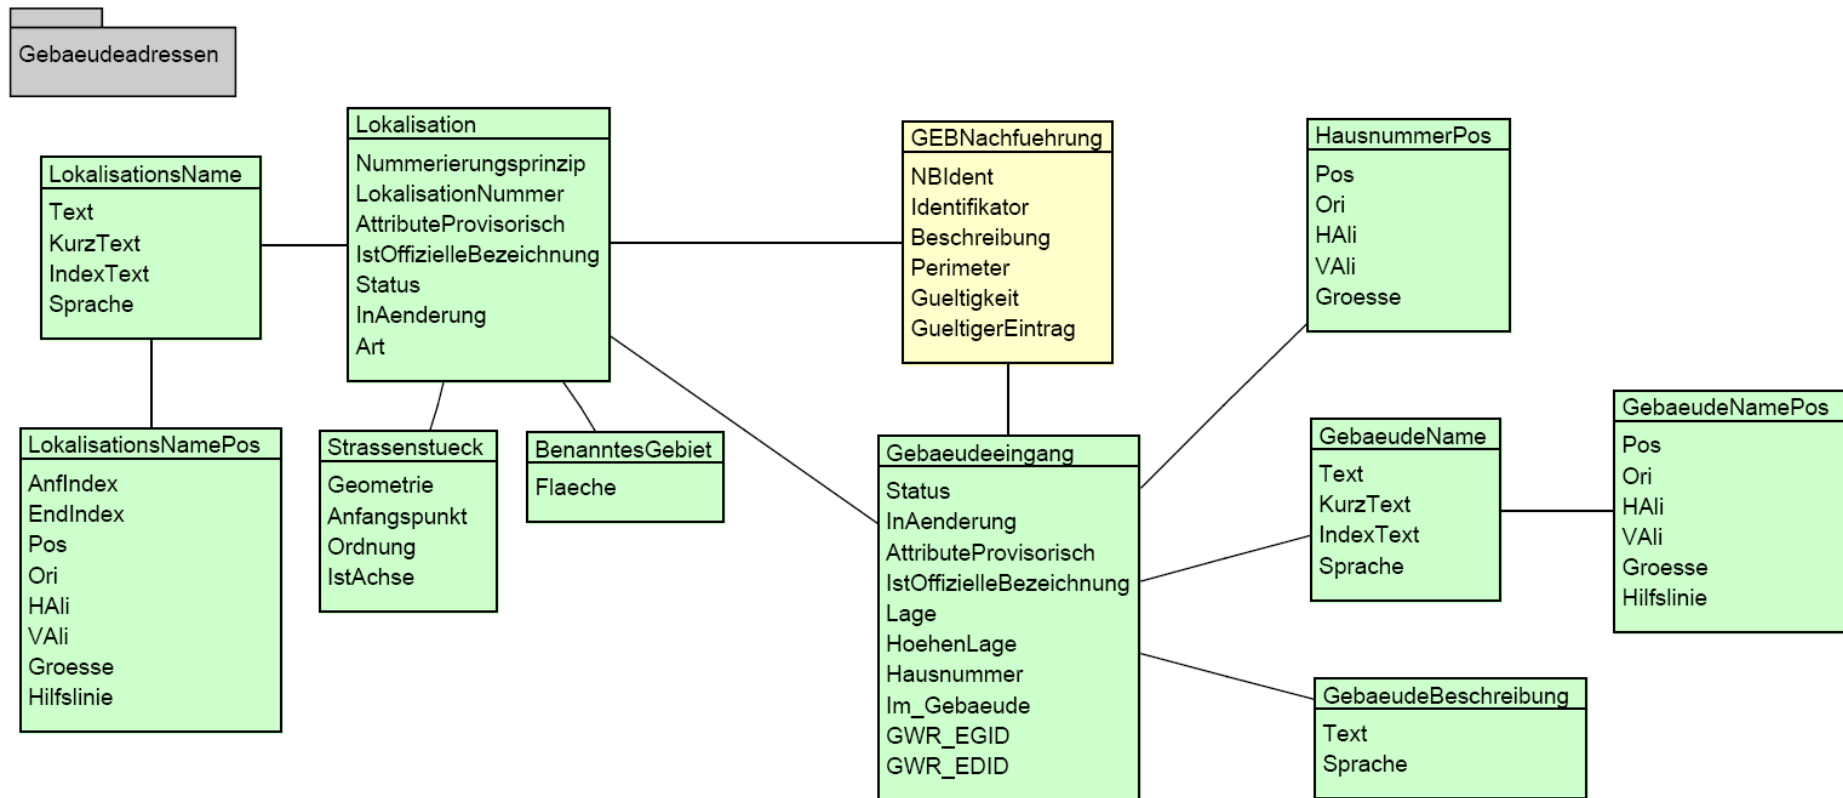 Gebaeudeadressen
LokalisationsName
Text
KurzText
IndexText
Sprache
Lokalisation
Nummerierungsprinzip
LokalisationNummer
AttributeProvisorisch
IstOffizielleBezeichnung
Status
InAenderung
Art
GEBNachfuehrung
NBIdent
Identifikator
Beschreibung
Perimeter
Gueltigkeit
GueltigerEintrag
HausnummerPos
Pos
Ori
HAli
VAli
Groesse
LokalisationsNamePos
AnfIndex
EndIndex
Pos
Ori
HAli
VAli
Groesse
Hilfslinie
Strassenstueck
Geometrie
Anfangspunkt
Ordnung
IstAchse
BenanntesGebiet
Flaeche
Gebaeudeeingang
Status
InAenderung
AttributeProvisorisch
IstOffizielleBezeichnung
Lage
HoehenLage
Hausnummer
Im_Gebaeude
GWR_EGID
GWR_EDID
GebaeudeName
Text
KurzText
IndexText
Sprache
GebaeudeNamePos
Pos
Ori
HAli
VAli
Groesse
Hilfslinie
GebaeudeBeschreibung
Text
Sprache